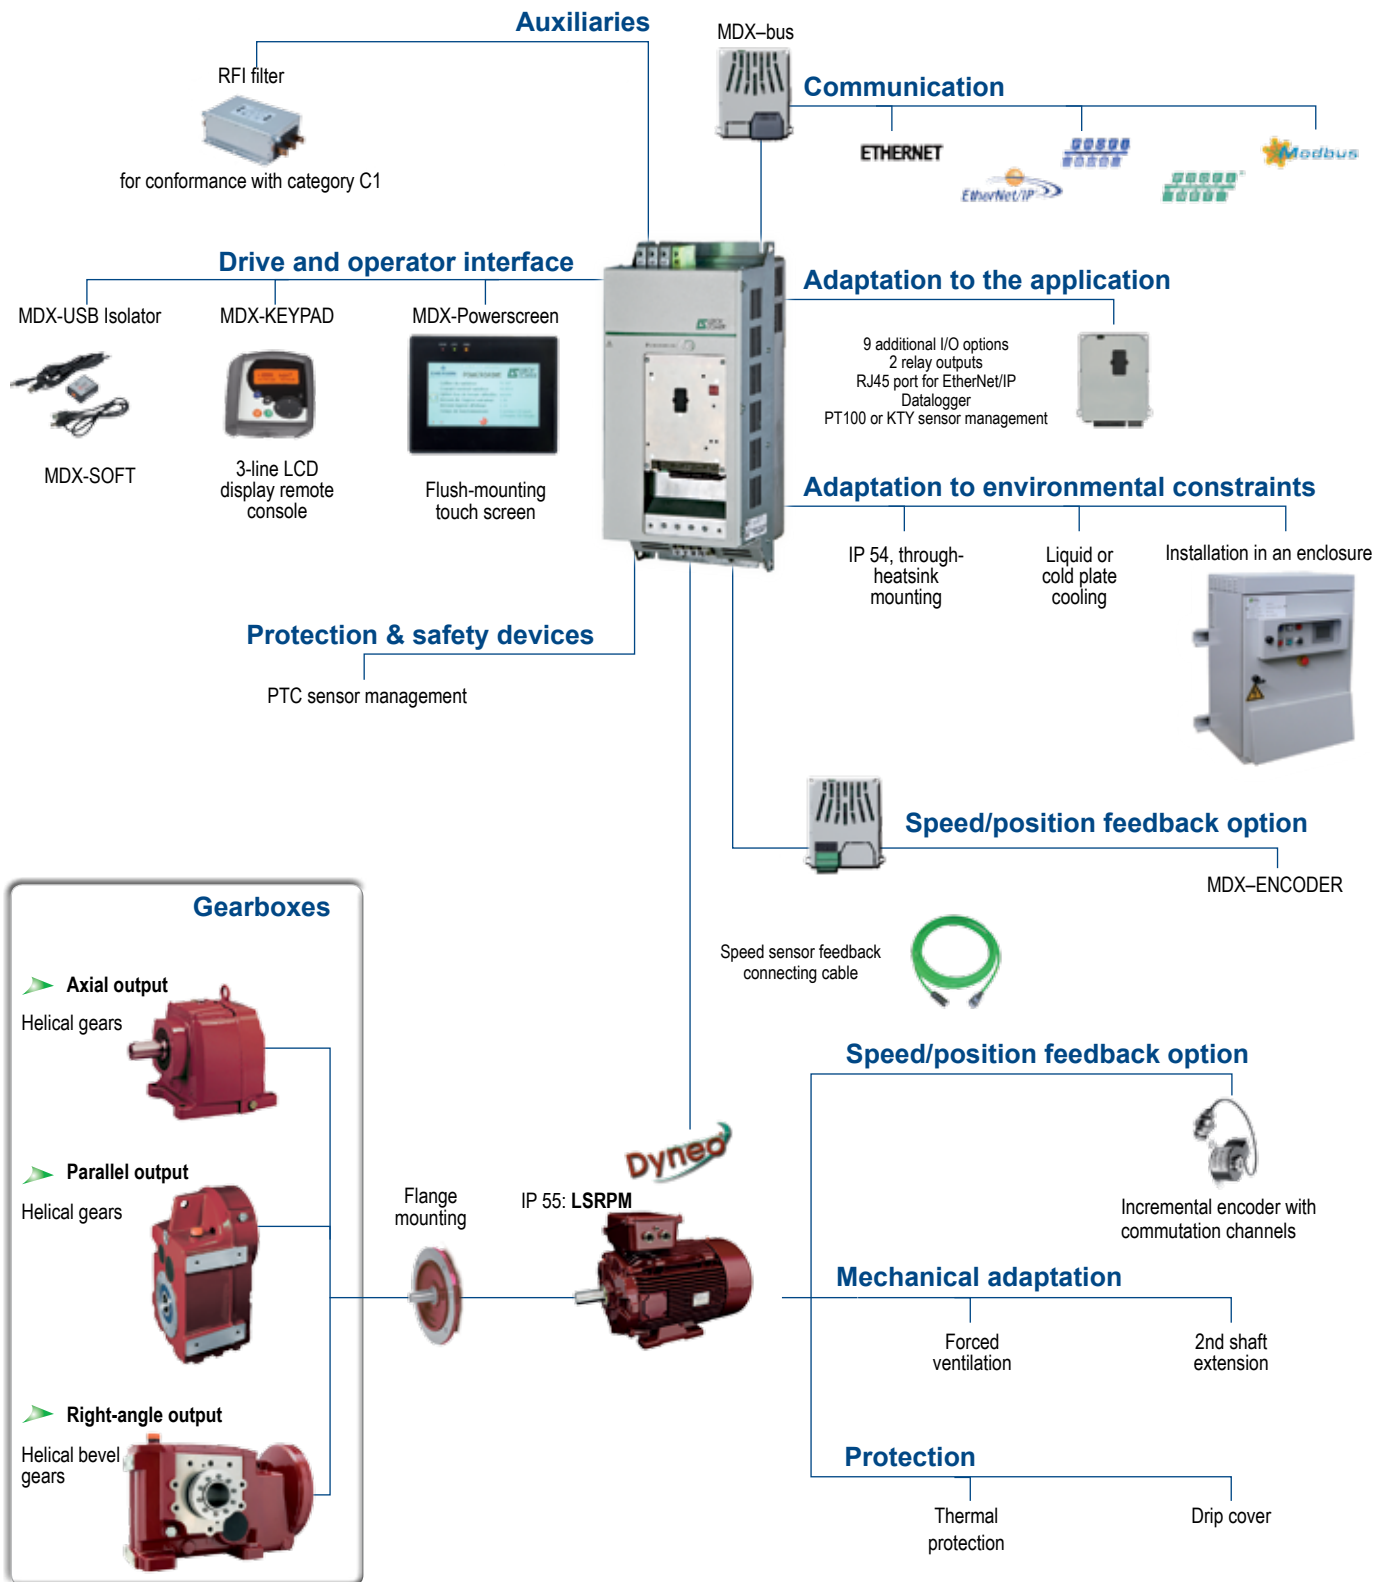 Auxiliaries
RFI filter
for conformance with category C1
MDX–bus
Communication
ETHERNET
EtherNet/IP
Modbus
Drive and operator interface
MDX-USB Isolator
MDX-SOFT
MDX-KEYPAD
3-line LCD
display remote
console
MDX-Powerscreen
Flush-mounting
touch screen
Adaptation to the application
9 additional I/O options
2 relay outputs
RJ45 port for EtherNet/IP
Datalogger
PT100 or KTY sensor management
Adaptation to environmental constraints
IP 54, through-
heatsink
mounting
Liquid or
cold plate
cooling
Installation in an enclosure
Protection & safety devices
PTC sensor management
Speed/position feedback option
MDX–ENCODER
Speed sensor feedback
connecting cable
Gearboxes
Axial output
Helical gears
Parallel output
Helical gears
Right-angle output
Helical bevel
gears
Flange
mounting
Dyneo
IP 55: LSRPM
Speed/position feedback option
Incremental encoder with
commutation channels
Mechanical adaptation
Forced
ventilation
2nd shaft
extension
Protection
Thermal
protection
Drip cover